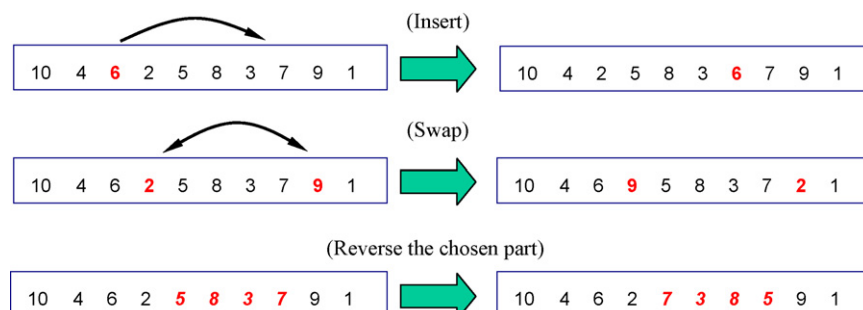 (Insert)
10 4 6 2 5 8 3 7 9 1
10 4 2 5 8 3 6 7 9 1
(Swap)
10 4 6 2 5 8 3 7 9 1
10 4 6 9 5 8 3 7 2 1
(Reverse the chosen part)
10 4 6 2 5 8 3 7 9 1
10 4 6 2 7 3 8 5 9 1